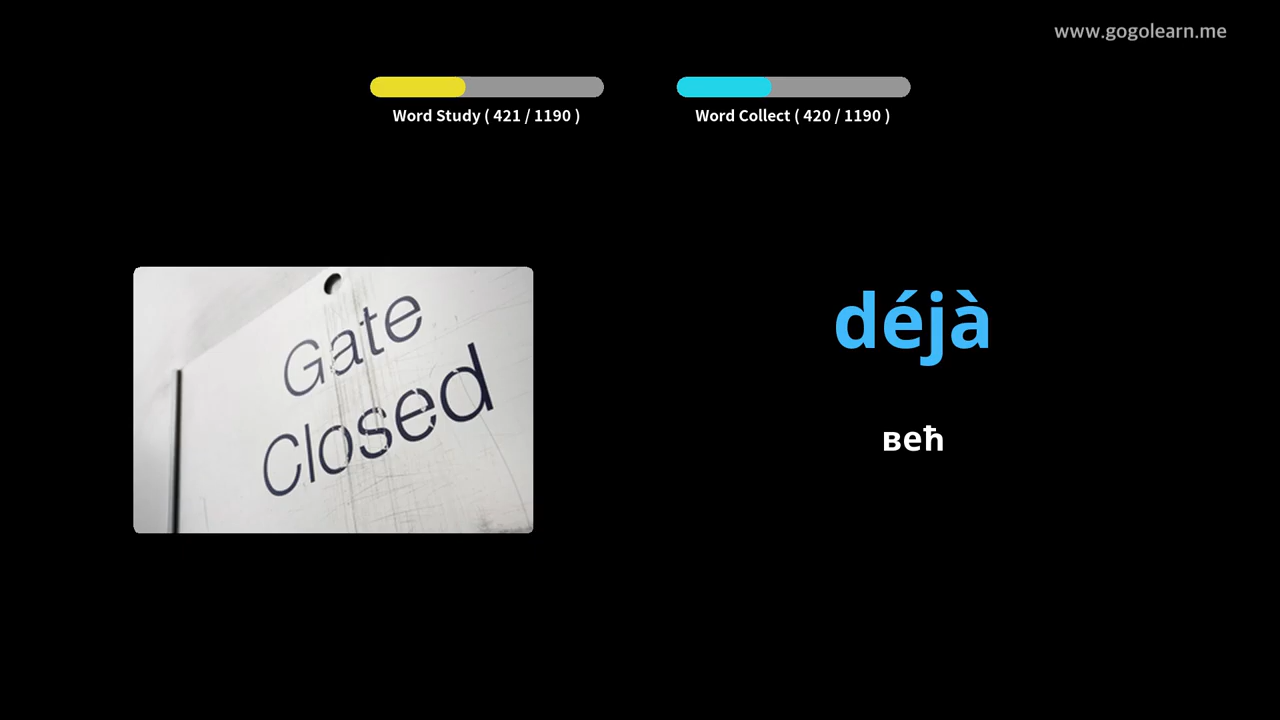 www.gogolearn.me
Word Study ( 421 / 1190 )
Word Collect ( 420 / 1190 )
Gate
Closed
déjà
већ